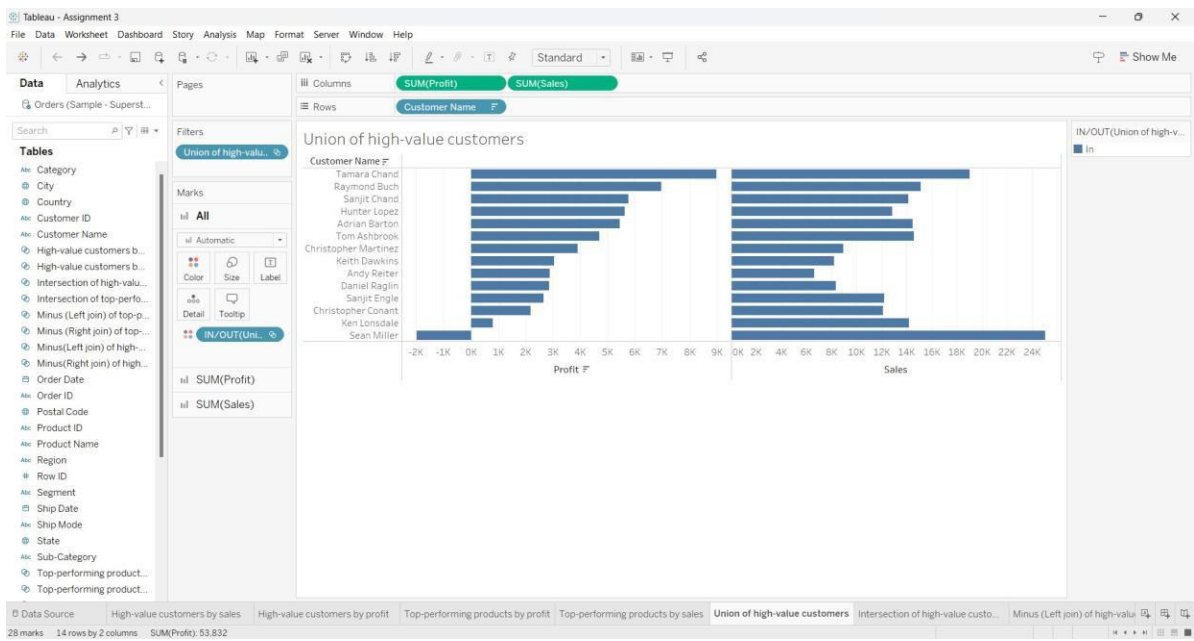 Tableau - Assignment 3
File Data Worksheet Dashboard Story Analysis Map Format Server Window Help
Standard
Show Me
Data Analytics
Pages
Columns SUM(Profit) SUM(Sales)
Orders (Sample - Superst...
Rows Customer Name
Search
Filters
Union of high-valu..
Tables
Abc Category
City
Country
Abc Customer ID
Abc Customer Name
High-value customers b...
High-value customers b...
Intersection of high-valu...
Intersection of top-perfo...
Minus (Left join) of top-p...
Minus (Right join) of top-...
Minus(Left join) of high-...
Minus(Right join) of high...
Order Date
Abc Order ID
Postal Code
Abc Product ID
Abc Product Name
Abc Region
# Row ID
Abc Segment
Ship Date
Abc Ship Mode
State
Abc Sub-Category
Top-performing product...
Top-performing product...
Marks
All
Automatic
Color Size Label
Detail Tooltip
IN/OUT(Uni..
SUM(Profit)
SUM(Sales)
Union of high-value customers
Customer Name
Tamara Chand
Raymond Buch
Sanjit Chand
Hunter Lopez
Adrian Barton
Tom Ashbrook
Christopher Martinez
Keith Dawkins
Andy Reiter
Daniel Raglin
Sanjit Engle
Christopher Conant
Ken Lonsdale
Sean Miller
-2K -1K 0K 1K 2K 3K 4K 5K 6K 7K 8K 9K 0K 2K 4K 6K 8K 10K 12K 14K 16K 18K 20K 22K 24K
Profit Sales
IN/OUT(Union of high-v...
In
Data Source High-value customers by sales High-value customers by profit Top-performing products by profit Top-performing products by sales Union of high-value customers Intersection of high-value custo... Minus (Left join) of high-valu
28 marks 14 rows by 2 columns SUM(Profit): 53.832